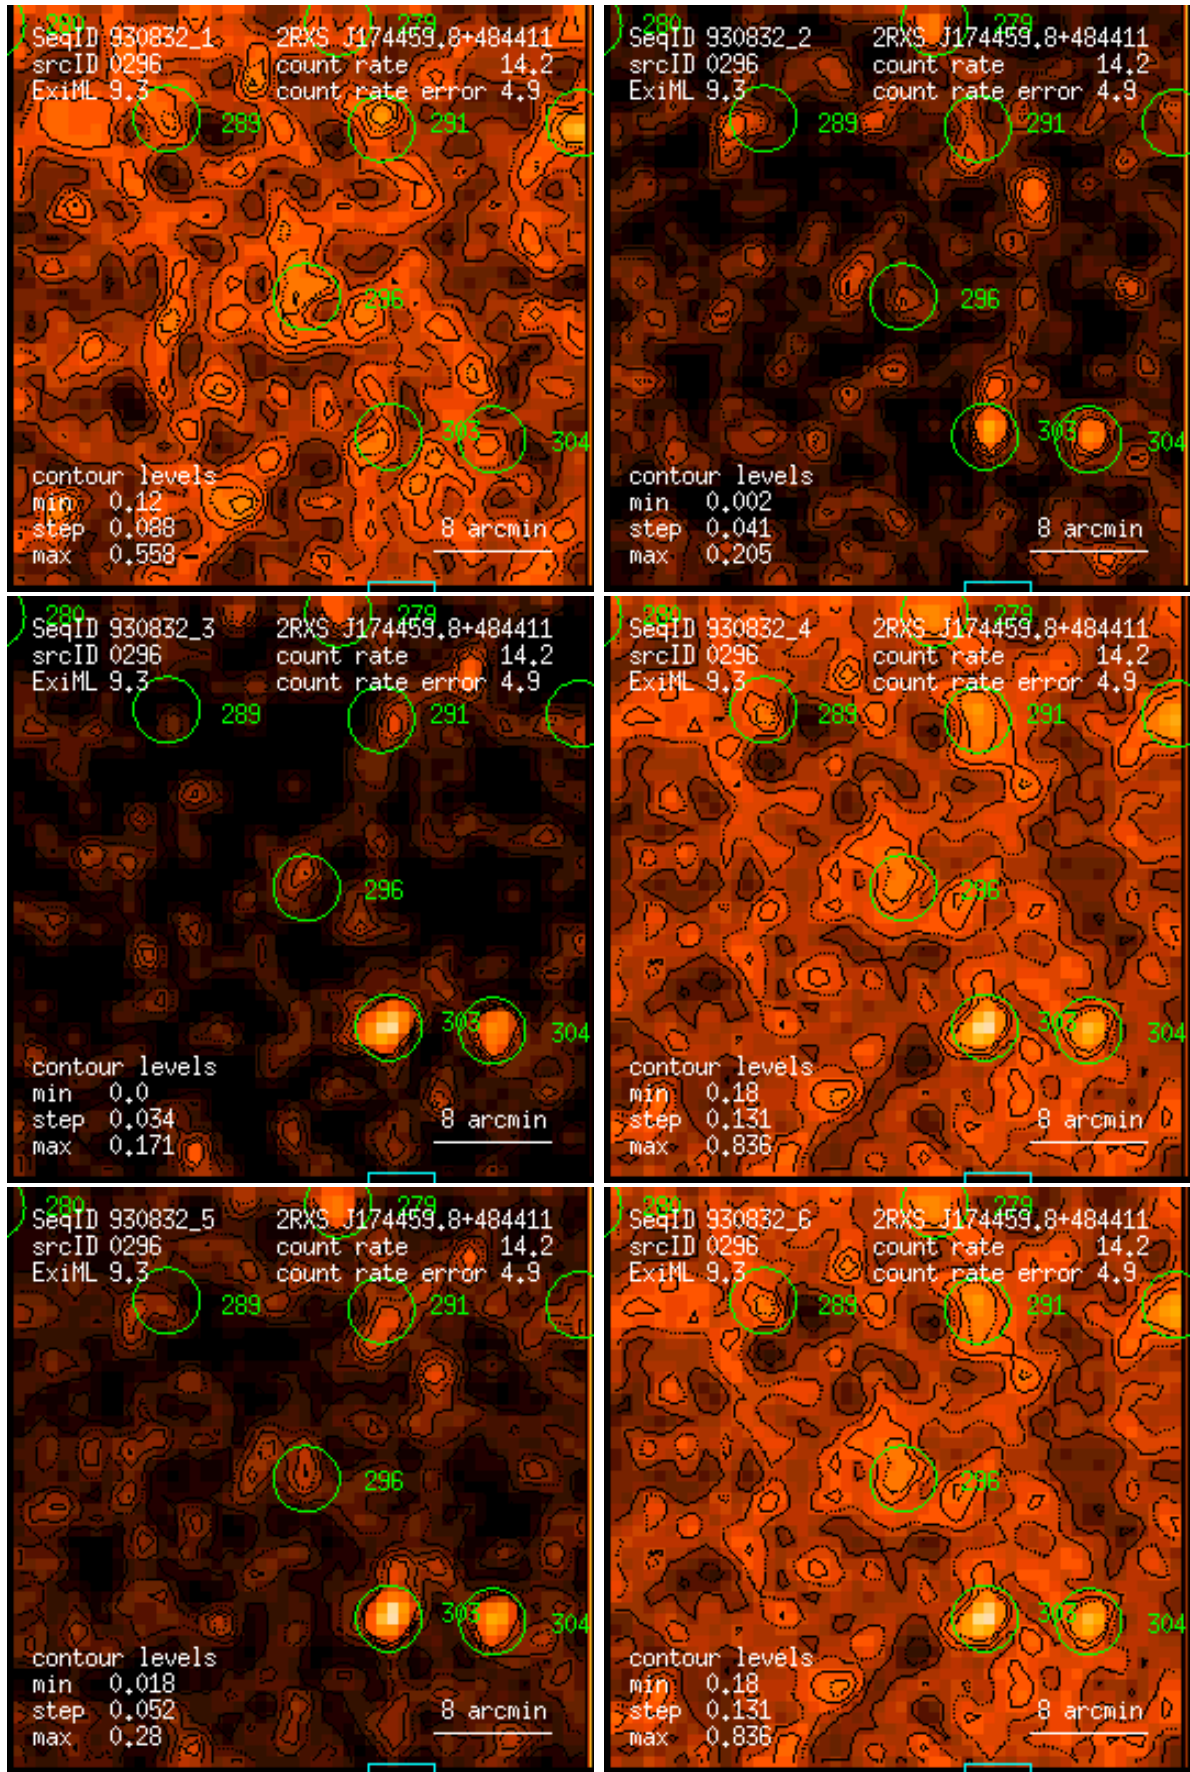 280 279
SeqID 930832_1 2RXS J174459.8+484411
srcID 0296 count rate 14.2
ExiML 9.3 count rate error 4.9
289 291
296
303 304
contour levels
min 0.12
step 0.088 8 arcmin
max 0.558
280 279
SeqID 930832_2 2RXS J174459.8+484411
srcID 0296 count rate 14.2
ExiML 9.3 count rate error 4.9
289 291
296
303 304
contour levels
min 0.002
step 0.041 8 arcmin
max 0.205
280 279
SeqID 930832_3 2RXS J174459.8+484411
srcID 0296 count rate 14.2
ExiML 9.3 count rate error 4.9
289 291
296
303 304
contour levels
min 0.0
step 0.034 8 arcmin
max 0.171
280 279
SeqID 930832_4 2RXS J174459.8+484411
srcID 0296 count rate 14.2
ExiML 9.3 count rate error 4.9
289 291
296
303 304
contour levels
min 0.18
step 0.131 8 arcmin
max 0.836
280 279
SeqID 930832_5 2RXS J174459.8+484411
srcID 0296 count rate 14.2
ExiML 9.3 count rate error 4.9
289 291
296
303 304
contour levels
min 0.018
step 0.052 8 arcmin
max 0.28
280 279
SeqID 930832_6 2RXS J174459.8+484411
srcID 0296 count rate 14.2
ExiML 9.3 count rate error 4.9
289 291
296
303 304
contour levels
min 0.18
step 0.131 8 arcmin
max 0.836